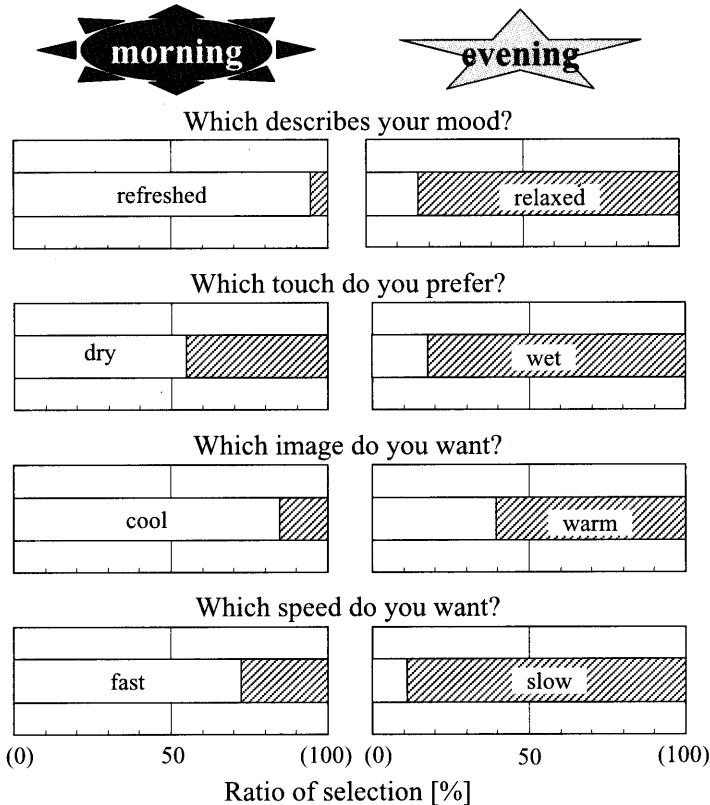 morning evening
Which describes your mood?
refreshed relaxed
Which touch do you prefer?
dry wet
Which image do you want?
cool warm
Which speed do you want?
fast slow
(0) 50 (100) (0) 50 (100)
Ratio of selection [%]